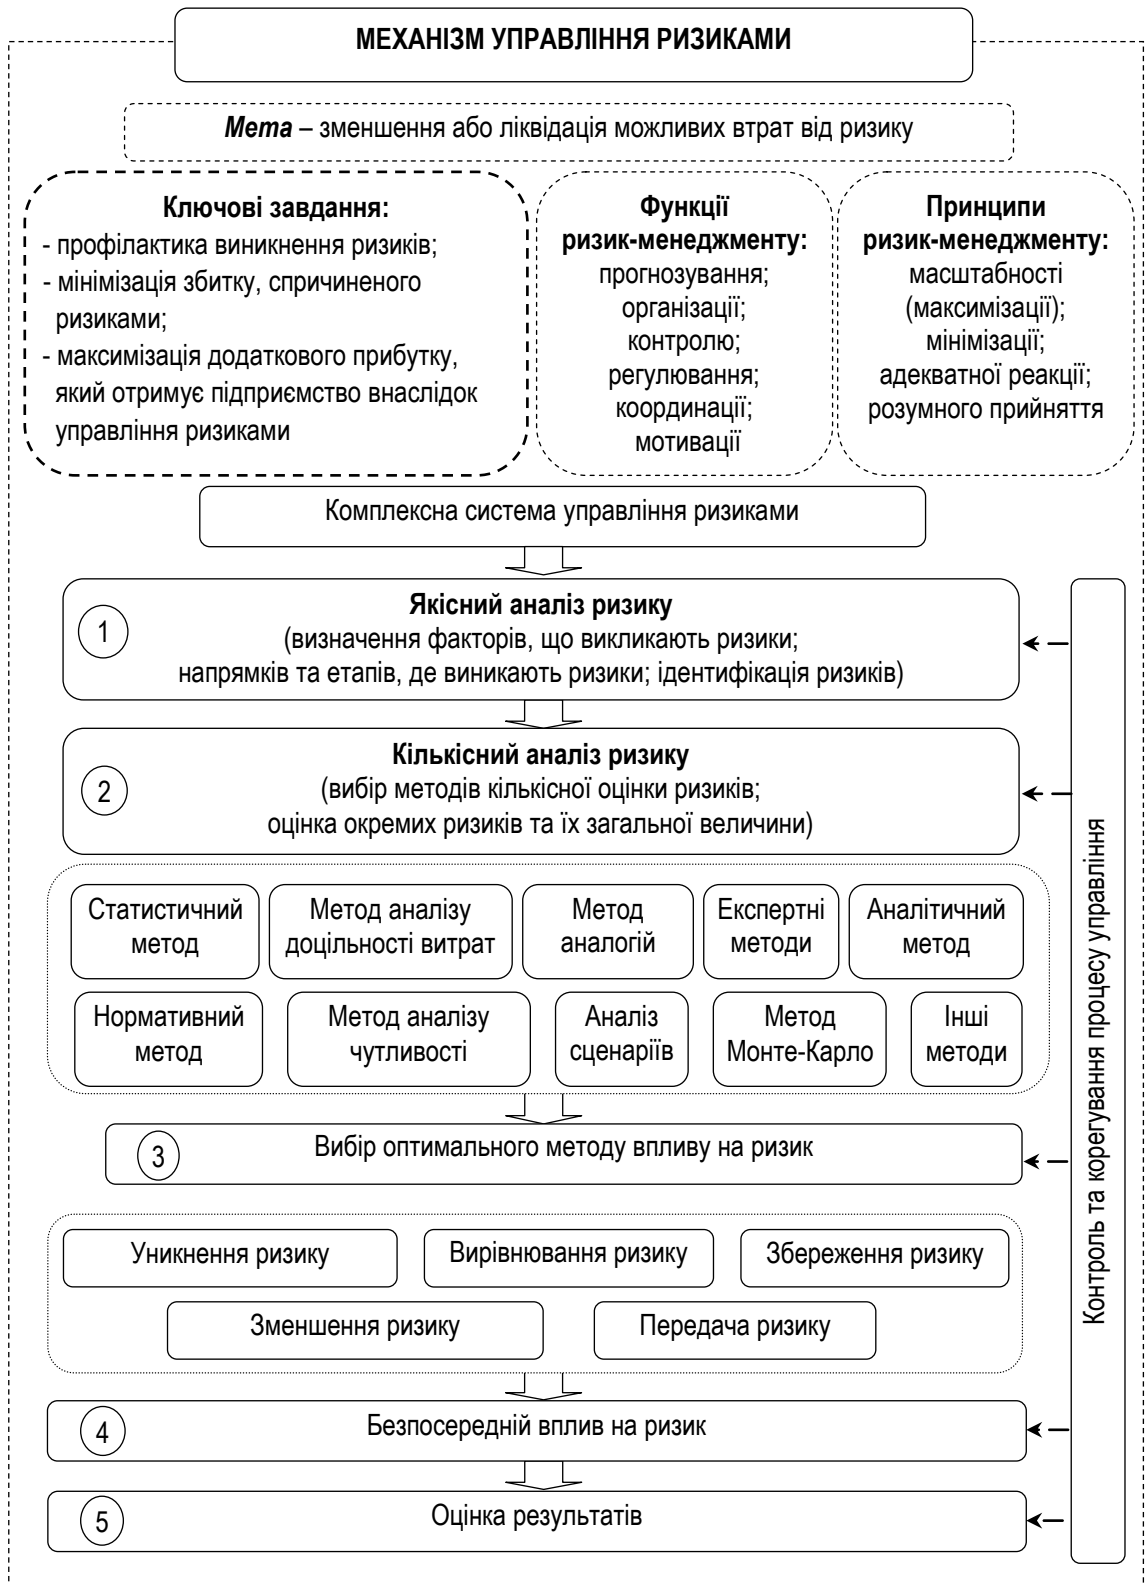 МЕХАНІЗМ УПРАВЛІННЯ РИЗИКАМИ
Мета – зменшення або ліквідація можливих втрат від ризику
Ключові завдання:
- профілактика виникнення ризиків;
- мінімізація збитку, спричиненого
ризиками;
- максимізація додаткового прибутку,
який отримує підприємство внаслідок
управління ризиками
Функції
ризик-менеджменту:
прогнозування;
організації;
контролю;
регулювання;
координації;
мотивації
Принципи
ризик-менеджменту:
масштабності
(максимізації);
мінімізації;
адекватної реакції;
розумного прийняття
Комплексна система управління ризиками
1
Якісний аналіз ризику
(визначення факторів, що викликають ризики;
напрямків та етапів, де виникають ризики; ідентифікація ризиків)
2
Кількісний аналіз ризику
(вибір методів кількісної оцінки ризиків;
оцінка окремих ризиків та їх загальної величини)
Статистичний
метод
Метод аналізу
доцільності витрат
Метод
аналогій
Експертні
методи
Аналітичний
метод
Нормативний
метод
Метод аналізу
чутливості
Аналіз
сценаріїв
Метод
Монте-Карло
Інші
методи
3
Вибір оптимального методу впливу на ризик
Уникнення ризику
Вирівнювання ризику
Збереження ризику
Зменшення ризику
Передача ризику
4
Безпосередній вплив на ризик
5
Оцінка результатів
Контроль та корегування процесу управління